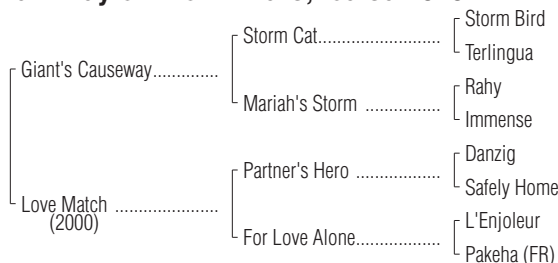 Storm Bird
Storm Cat..................
Terlingua
Giant's Causeway..............
Rahy
Mariah's Storm ................
Immense
Danzig
Partner's Hero ..................
Safely Home
Love Match ......................
(2000)
L'Enjoleur
For Love Alone.................
Pakeha (FR)